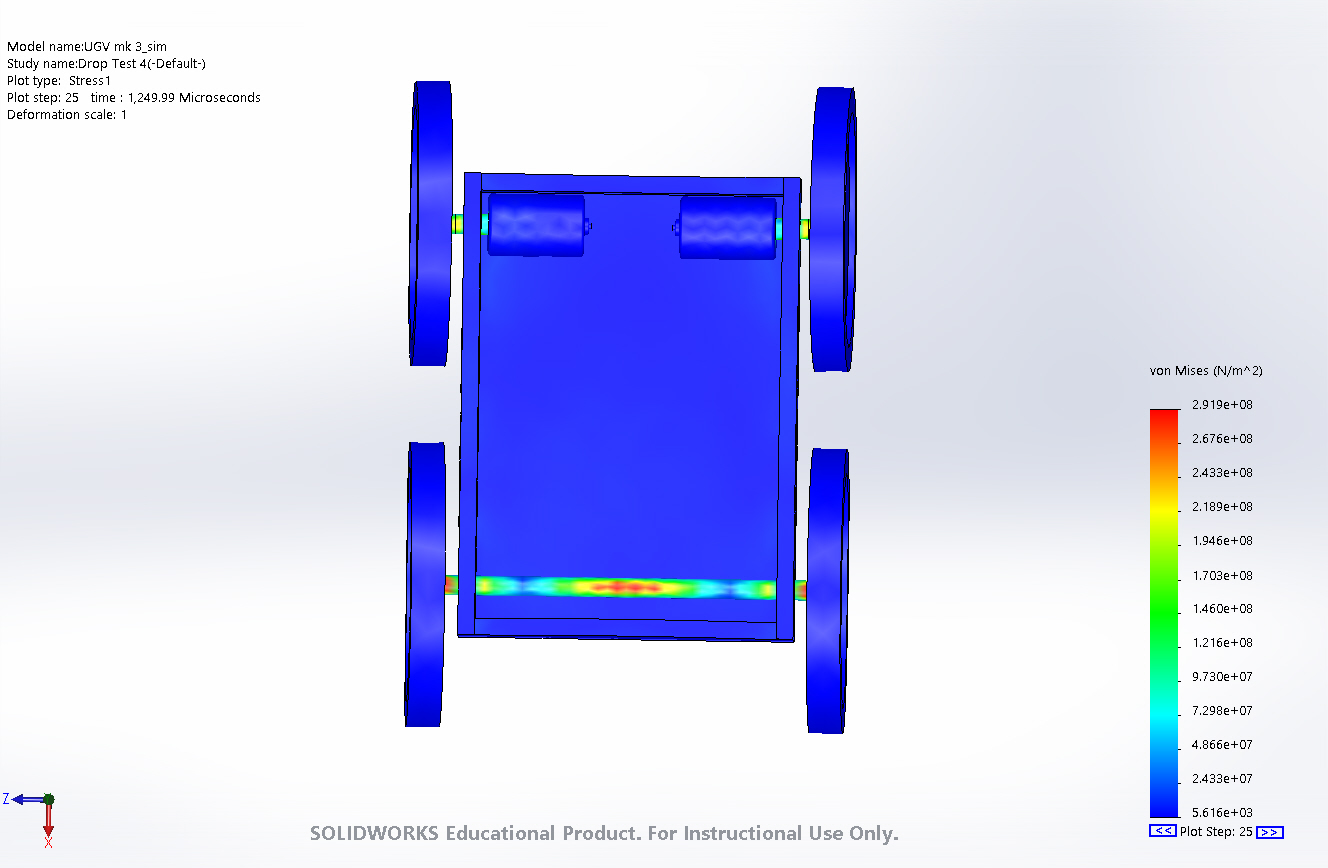 Model name:UGV mk 3_sim
Study name:Drop Test 4(-Default-)
Plot type: Stress1
Plot step: 25 time : 1,249.99 Microseconds
Deformation scale: 1
von Mises (N/m^2)
2.919e+08
2.676e+08
2.433e+08
2.189e+08
1.946e+08
1.703e+08
1.460e+08
1.216e+08
9.730e+07
7.298e+07
4.866e+07
2.433e+07
5.616e+03
<< Plot Step: 25 >>
Z
X
SOLIDWORKS Educational Product. For Instructional Use Only.